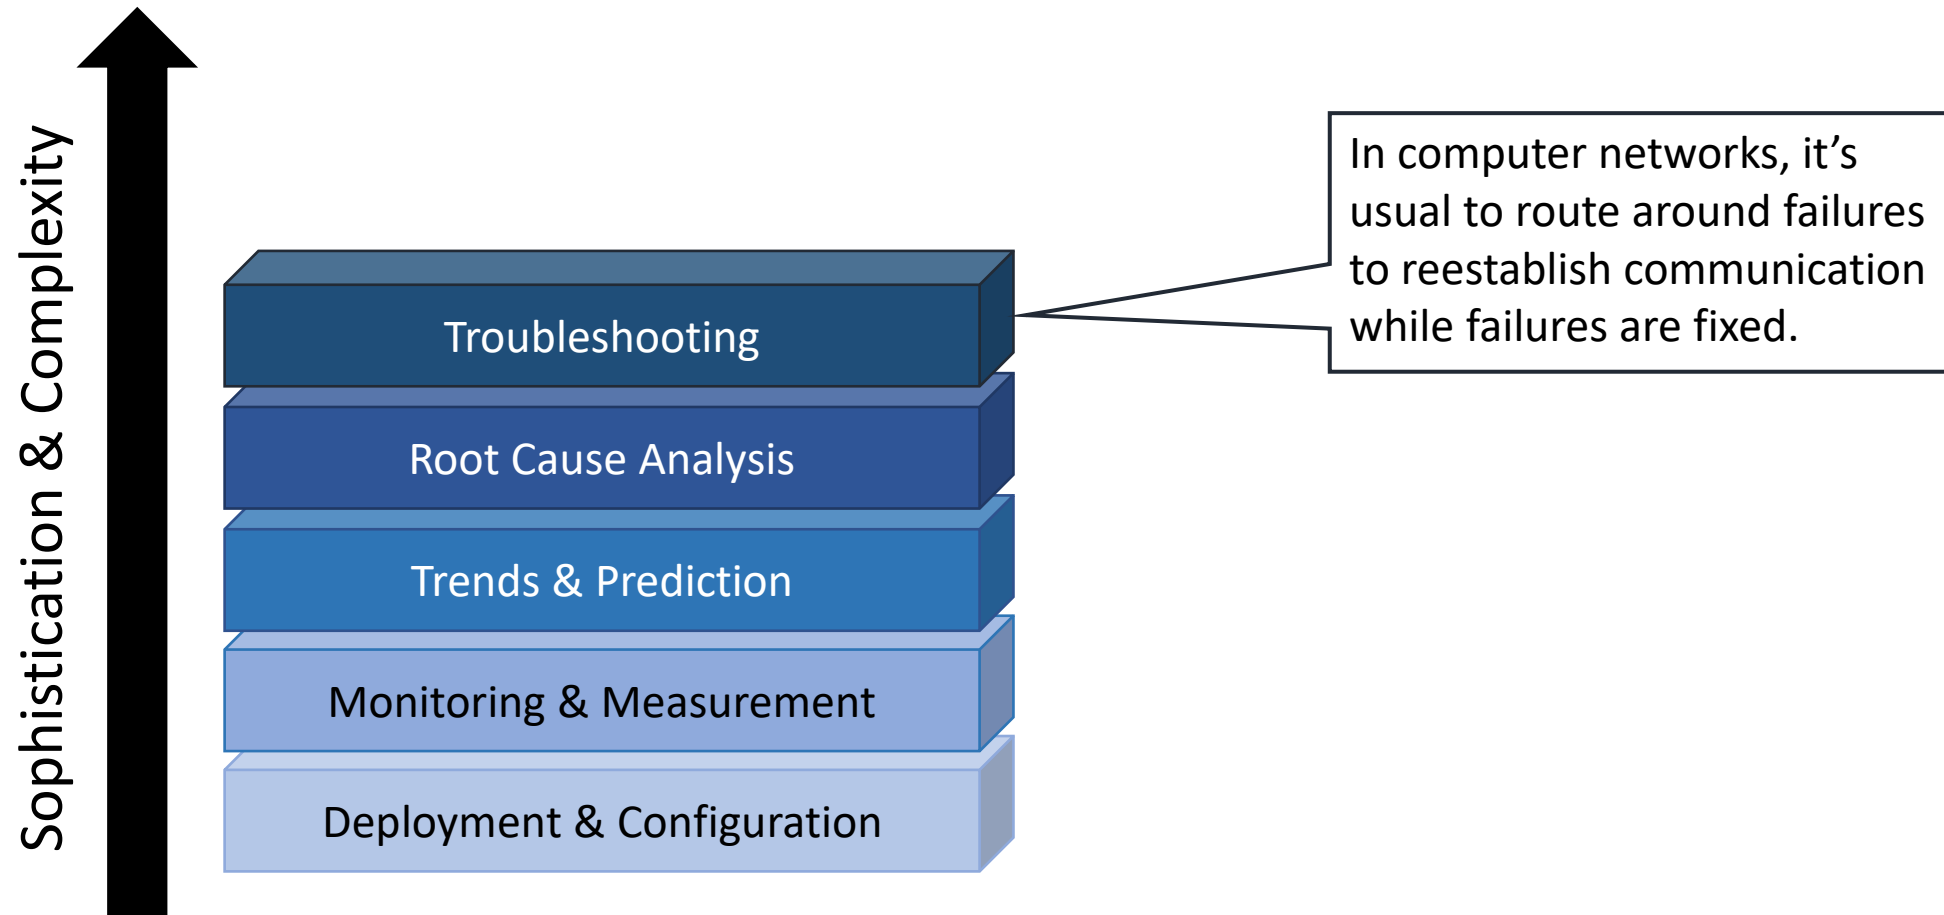 Sophistication & Complexity
In computer networks, it’s
usual to route around failures
to reestablish communication
while failures are fixed.
Troubleshooting
Root Cause Analysis
Trends & Prediction
Monitoring & Measurement
Deployment & Configuration